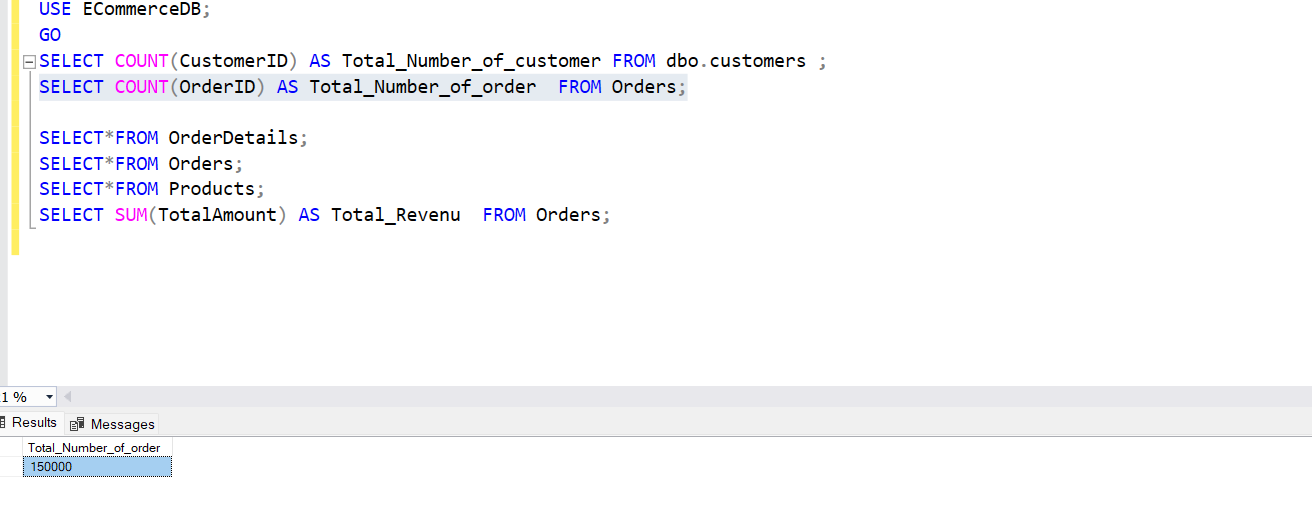 USE ECommerceDB;
GO
SELECT COUNT(CustomerID) AS Total_Number_of_customer FROM dbo.customers ;
SELECT COUNT(OrderID) AS Total_Number_of_order  FROM Orders;
SELECT*FROM OrderDetails;
SELECT*FROM Orders;
SELECT*FROM Products;
SELECT SUM(TotalAmount) AS Total_Revenu  FROM Orders;
1 %
Results Messages
Total_Number_of_order
150000